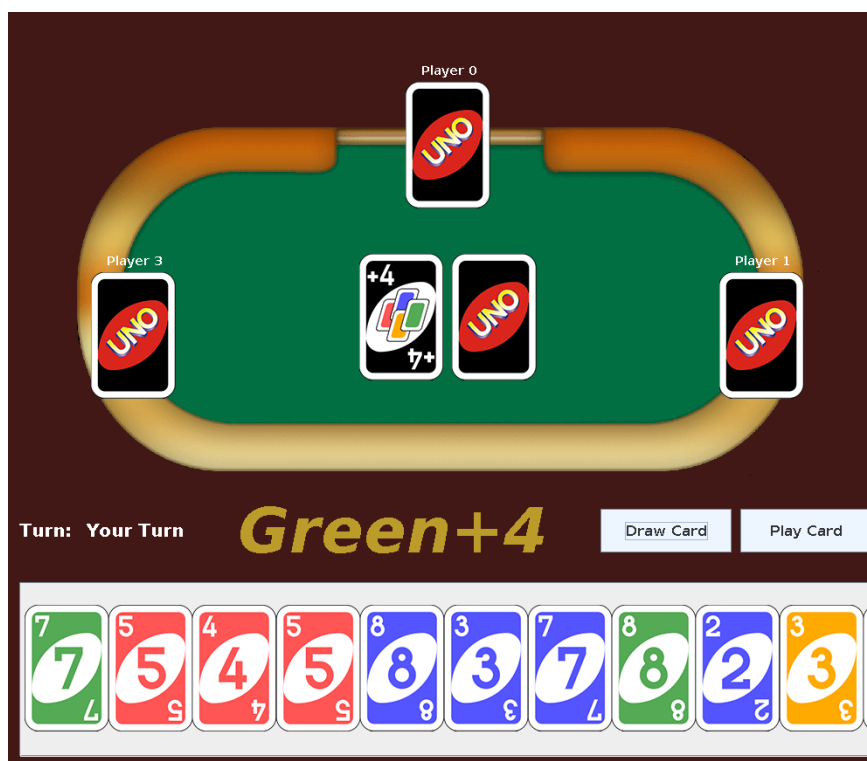 Player 0
UNO
Player 3
Player 1
+4
+4
UNO
UNO
UNO
Turn: Your Turn
Green+4
Draw Card
Play Card
7 5 4 5 8 3 7 8 2 3
7 5 4 5 8 3 7 8 2 3
7 5 4 5 8 3 7 8 2 3